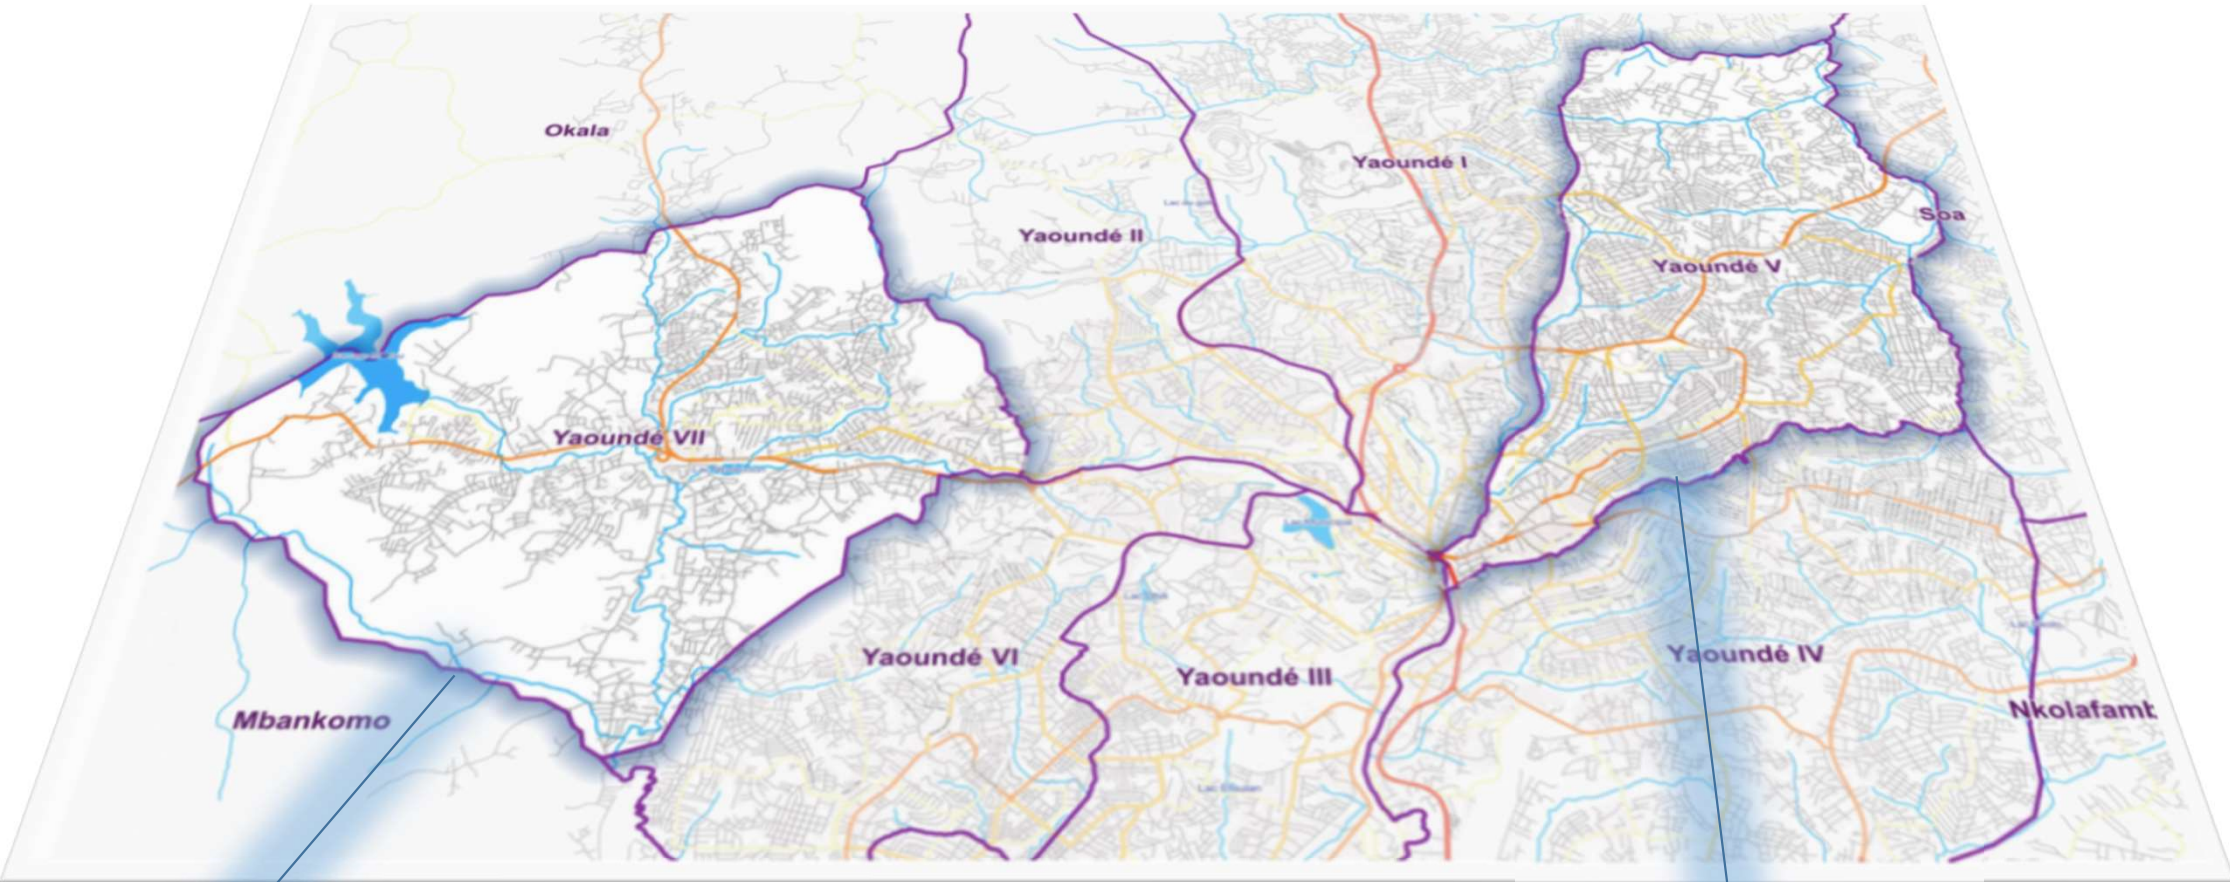 Okala
Yaoundé I
Soa
Yaoundé II
Yaoundé V
Yaoundé VII
Yaoundé IV
Yaoundé VI
Yaoundé III
Nkolafamt
Mbankomo